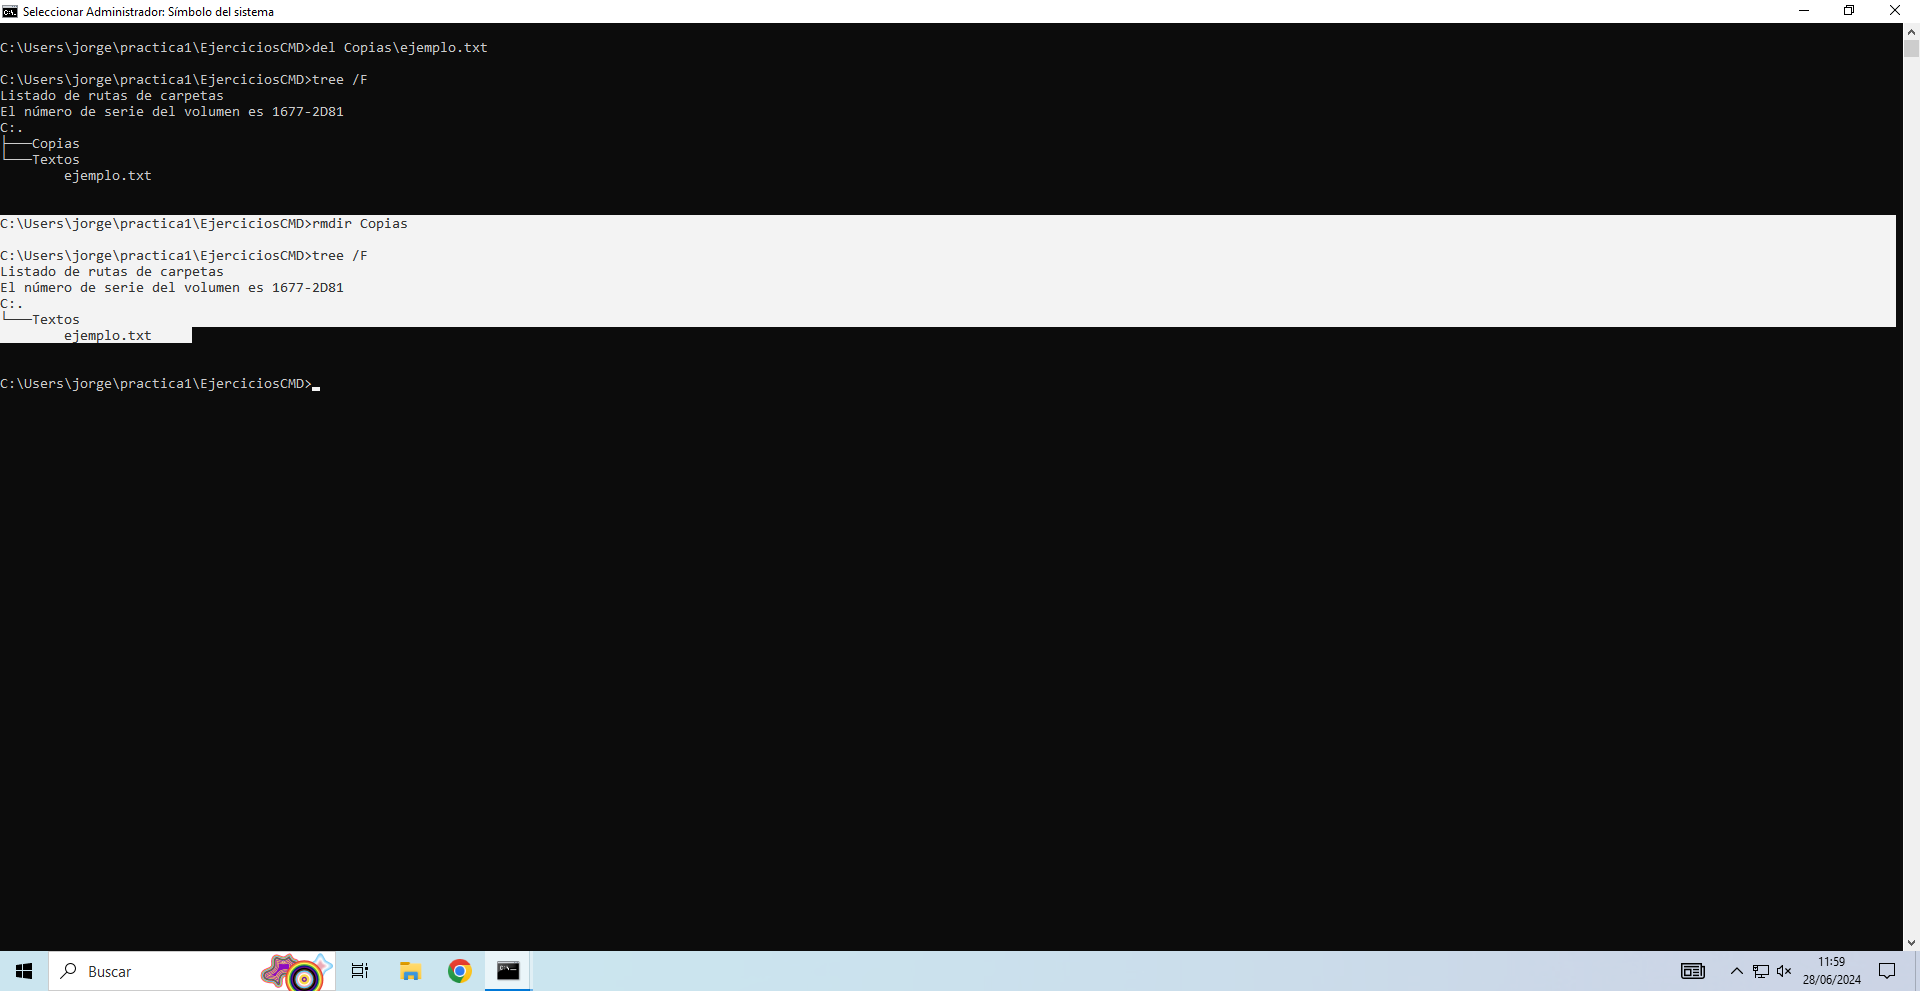 Seleccionar Administrador: Símbolo del sistema
C:\Users\jorge\practica1\EjerciciosCMD>del Copias\ejemplo.txt
C:\Users\jorge\practica1\EjerciciosCMD>tree /F
Listado de rutas de carpetas
El número de serie del volumen es 1677-2D81
C:.
├───Copias
└───Textos
        ejemplo.txt
C:\Users\jorge\practica1\EjerciciosCMD>rmdir Copias
C:\Users\jorge\practica1\EjerciciosCMD>tree /F
Listado de rutas de carpetas
El número de serie del volumen es 1677-2D81
C:.
└───Textos
        ejemplo.txt
C:\Users\jorge\practica1\EjerciciosCMD>
Buscar
11:59
28/06/2024